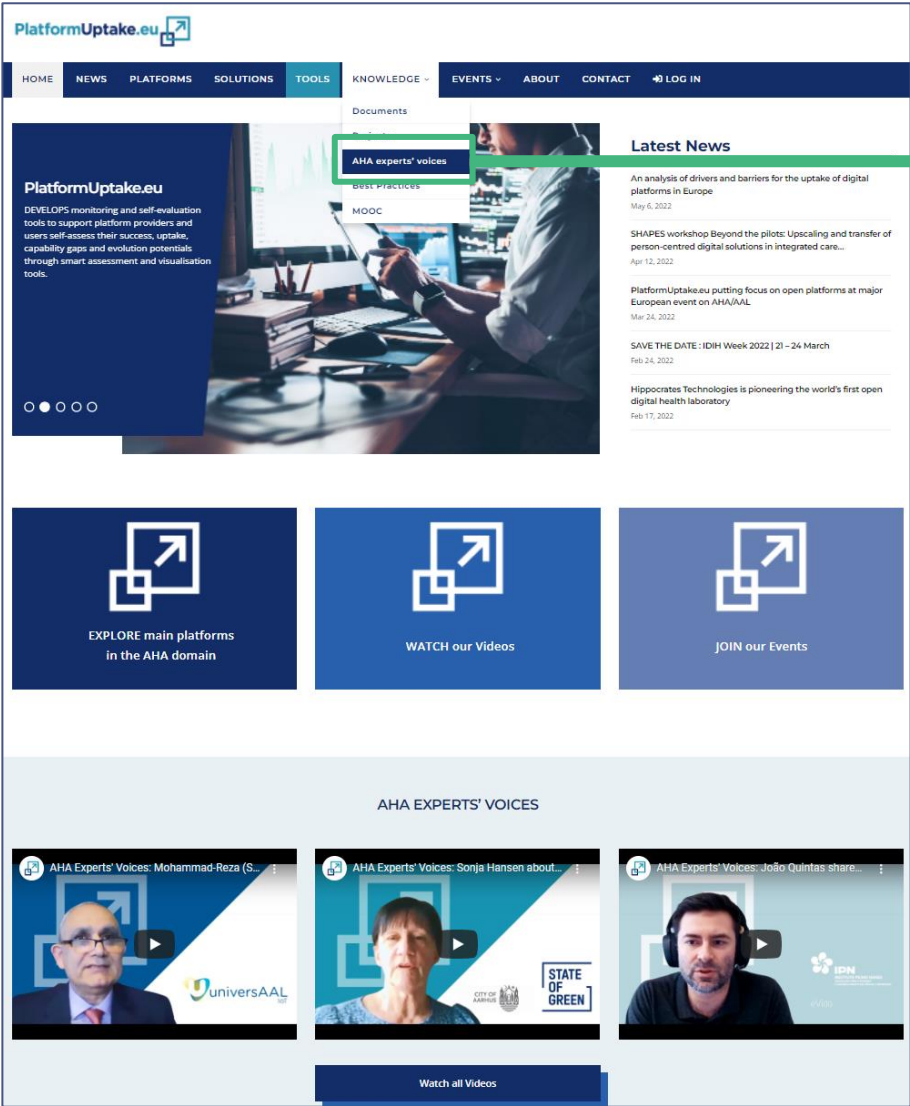 PlatformUptake.eu
HOME NEWS PLATFORMS SOLUTIONS TOOLS KNOWLEDGE EVENTS ABOUT CONTACT LOG IN
Documents
AHA experts' voices
Best Practices
MOOC
PlatformUptake.eu
DEVELOPS monitoring and self-evaluation
tools to support platform providers and
users self-assess their success, uptake,
capability gaps and evolution potentials
through smart assessment and visualisation
tools.
Latest News
An analysis of drivers and barriers for the uptake of digital
platforms in Europe
May 6, 2022
SHAPES workshop Beyond the pilots: Upscaling and transfer of
person-centred digital solutions in integrated care...
Apr 12, 2022
PlatformUptake.eu putting focus on open platforms at major
European event on AHA/AAL
Mar 24, 2022
SAVE THE DATE : IDIH Week 2022 | 21 – 24 March
Feb 24, 2022
Hippocrates Technologies is pioneering the world's first open
digital health laboratory
Feb 17, 2022
EXPLORE main platforms
in the AHA domain
WATCH our Videos
JOIN our Events
AHA EXPERTS' VOICES
AHA Experts' Voices: Mohammad-Reza (S...
universAAL
IoT
AHA Experts' Voices: Sonja Hansen about...
CITY OF
AARHUS
STATE
OF
GREEN
AHA Experts' Voices: João Quintas share...
IPN
Watch all Videos